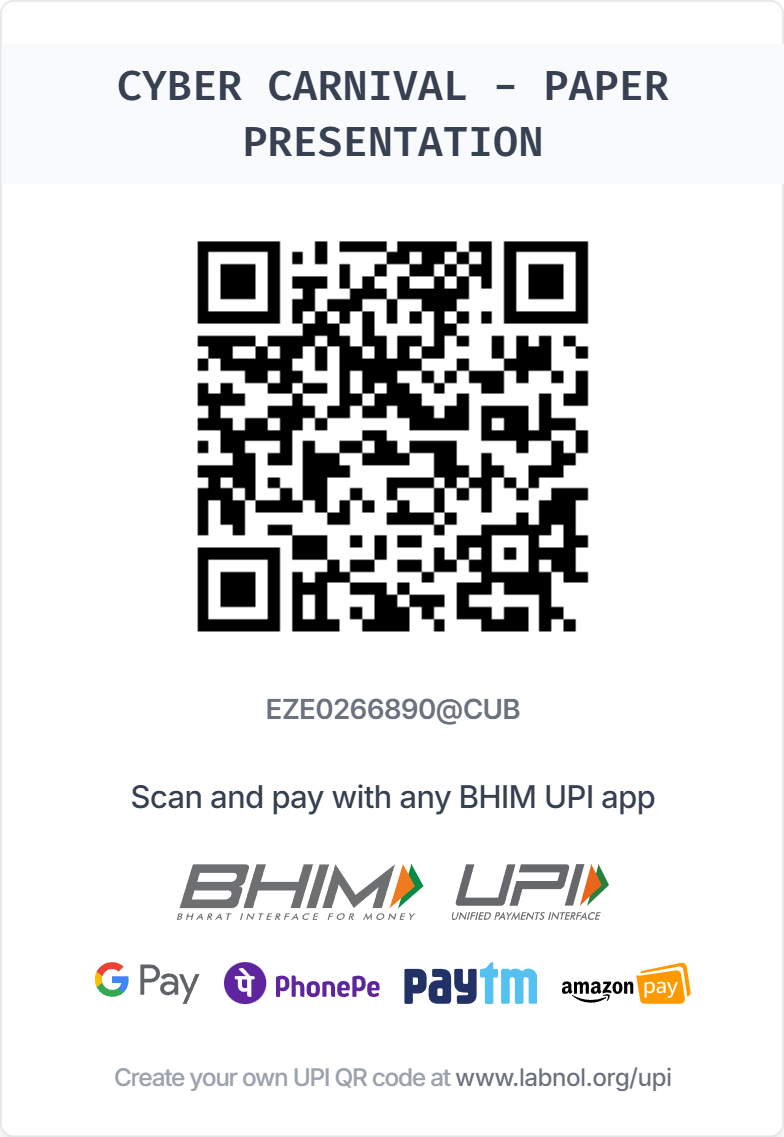 CYBER CARNIVAL - PAPER
PRESENTATION
EZE0266890@CUB
Scan and pay with any BHIM UPI app
BHIM UPI
BHARAT INTERFACE FOR MONEY UNIFIED PAYMENTS INTERFACE
G Pay पे PhonePe paytm amazon pay
Create your own UPI QR code at www.labnol.org/upi